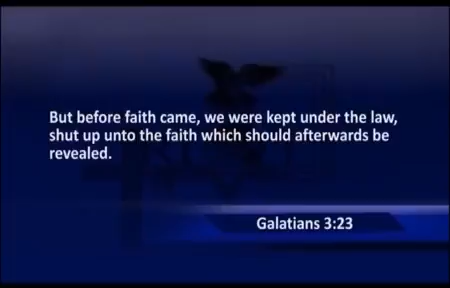 But before faith came, we were kept under the law,
shut up unto the faith which should afterwards be
revealed.
Galatians 3:23